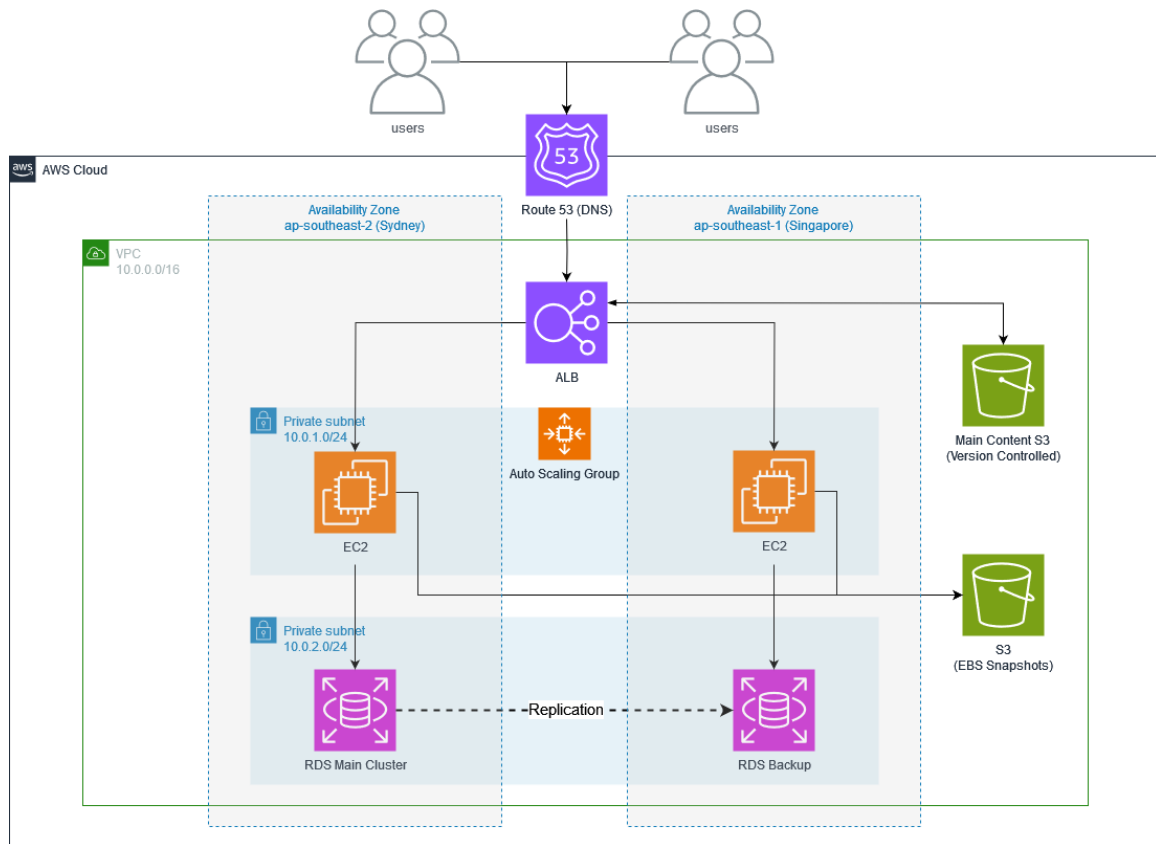 users
users
53
aws
AWS Cloud
Route 53 (DNS)
Availability Zone
ap-southeast-2 (Sydney)
Availability Zone
ap-southeast-1 (Singapore)
VPC
10.0.0.0/16
ALB
Private subnet
10.0.1.0/24
Auto Scaling Group
Main Content S3
(Version Controlled)
EC2
EC2
Private subnet
10.0.2.0/24
S3
(EBS Snapshots)
Replication
RDS Main Cluster
RDS Backup